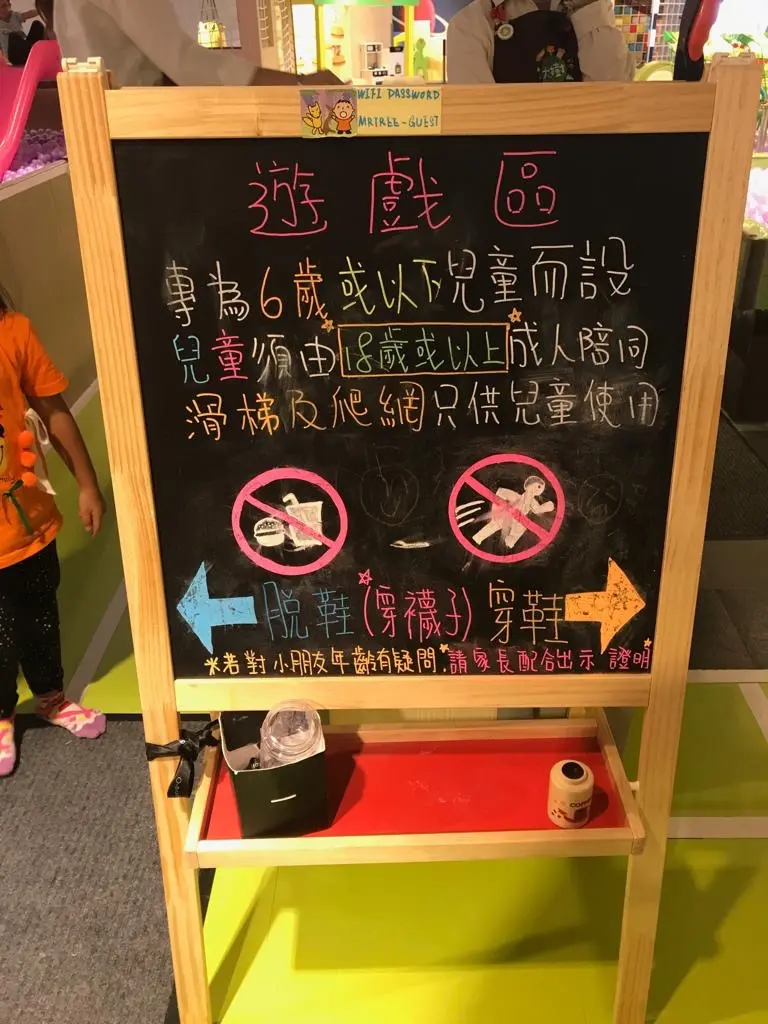 WIFI PASSWORD
MRTREE-GUEST
遊戲區
專為6歲或以下兒童而設
兒童須由18歲或以上成人陪同
滑梯及爬網只供兒童使用
脫鞋(穿襪子) 穿鞋
*若對小朋友年齡有疑問,請家長配合出示證明